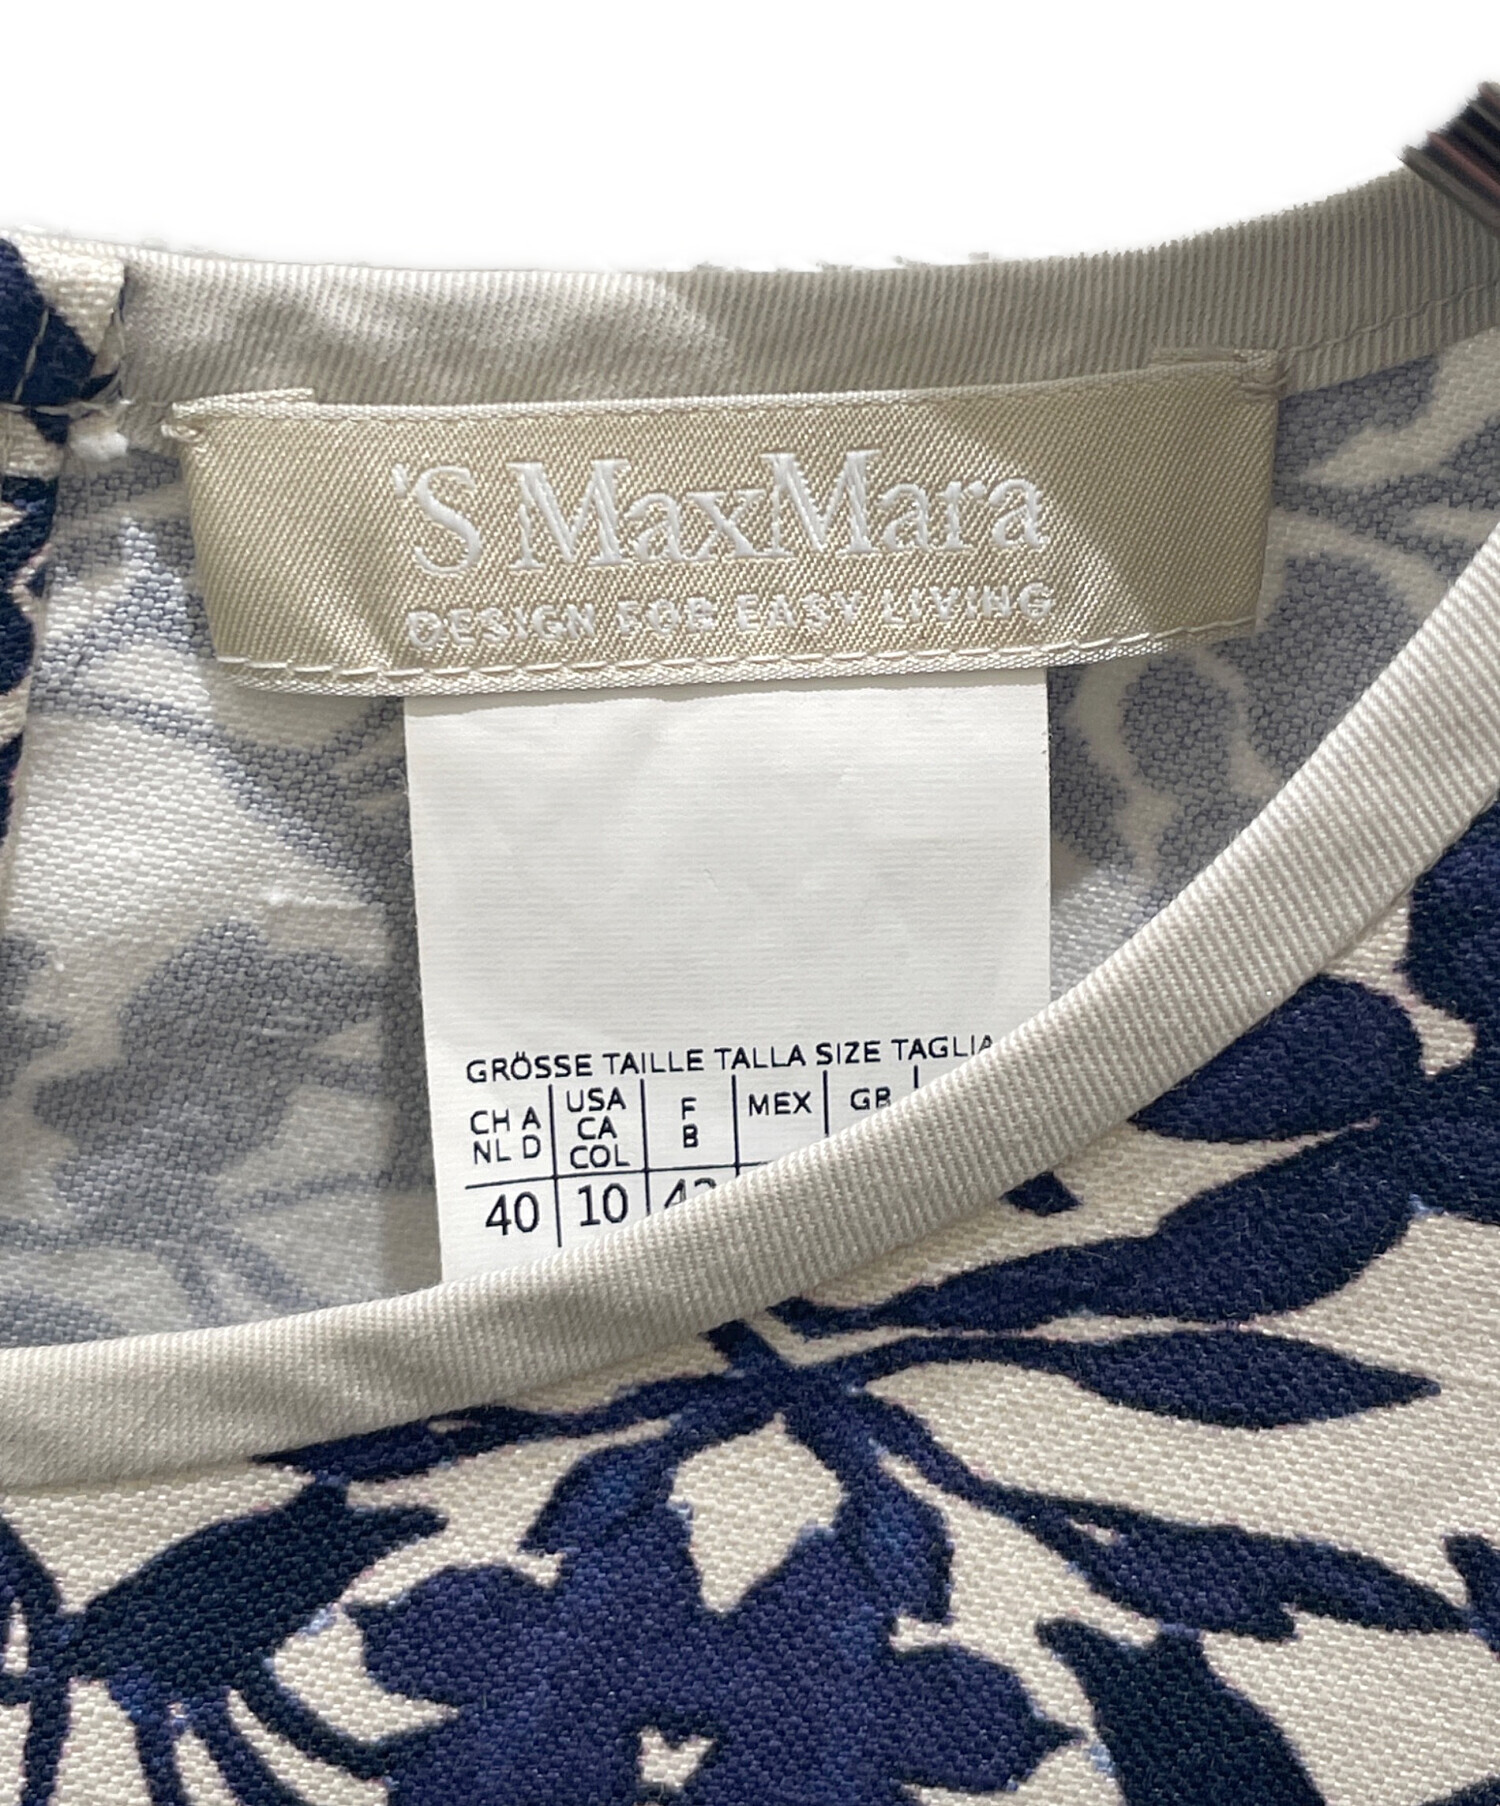 'S MaxMara
DESIGN FOR EASY LIVING
GRÖSSE TAILLE TALLA SIZE TAGLIA
CH A NL D USA CA COL F B MEX GB
40 10